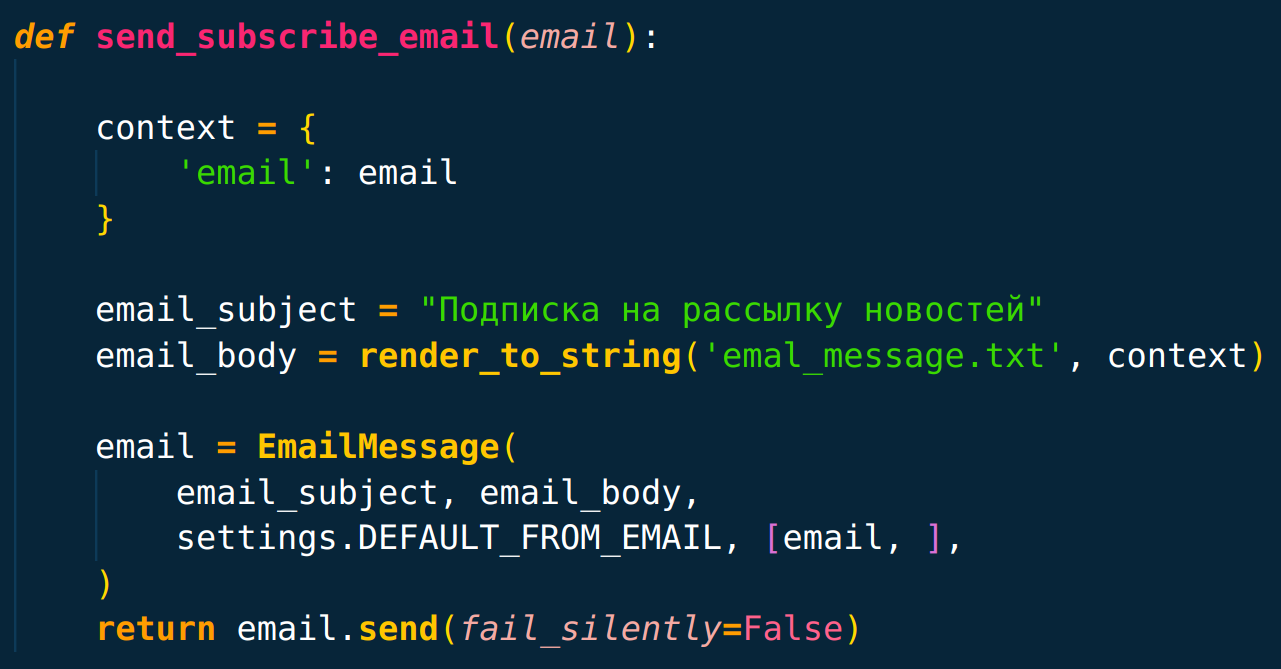 def send_subscribe_email(email):
context = {
'email': email
}
email_subject = "Подписка на рассылку новостей"
email_body = render_to_string('emal_message.txt', context)
email = EmailMessage(
email_subject, email_body,
settings.DEFAULT_FROM_EMAIL, [email, ],
)
return email.send(fail_silently=False)